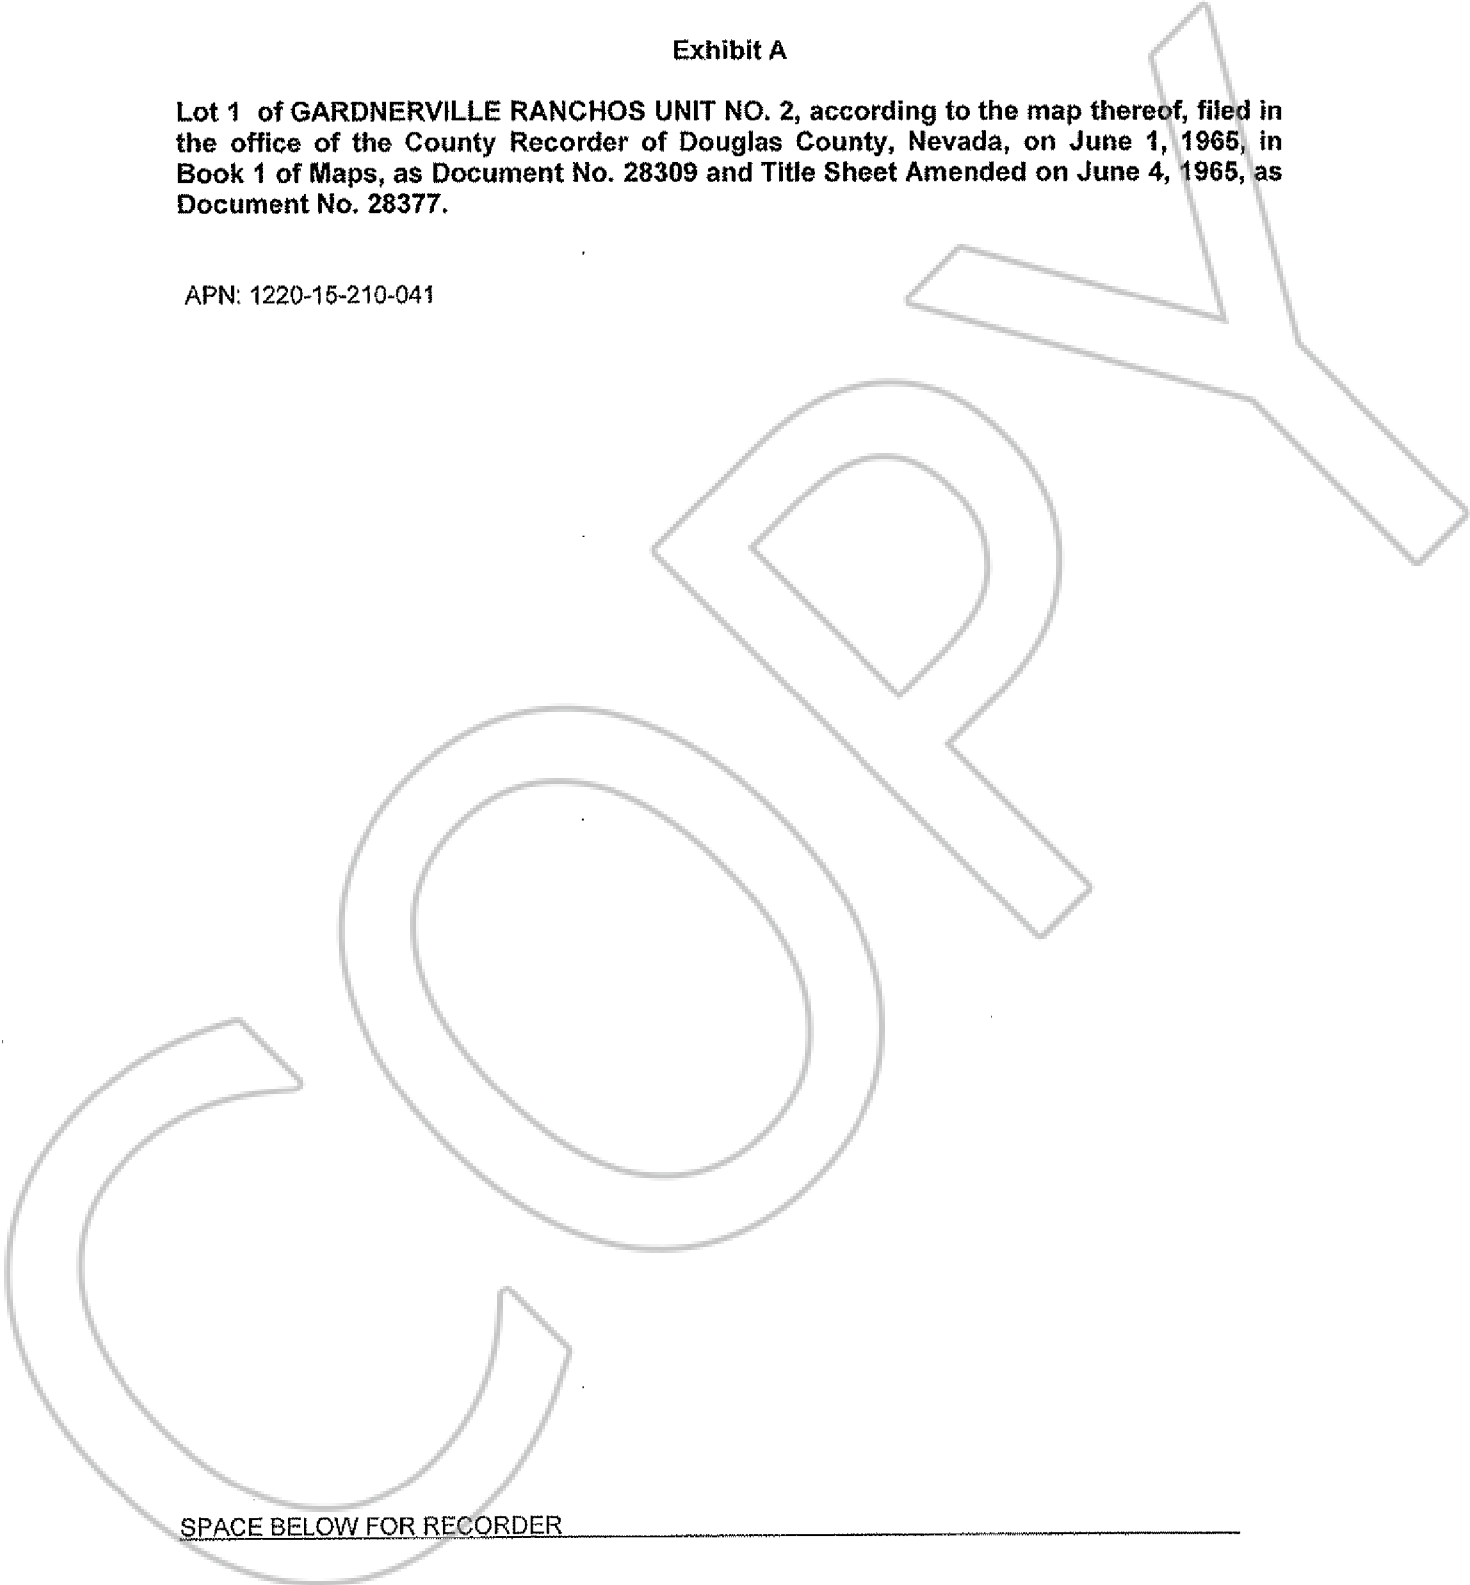 Exhibit A
Lot 1 of GARDNERVILLE RANCHOS UNIT NO. 2, according to the map thereof, filed in
the office of the County Recorder of Douglas County, Nevada, on June 1, 1965, in
Book 1 of Maps, as Document No. 28309 and Title Sheet Amended on June 4, 1965, as
Document No. 28377.
APN: 1220-15-210-041
COPY
SPACE BELOW FOR RECORDER